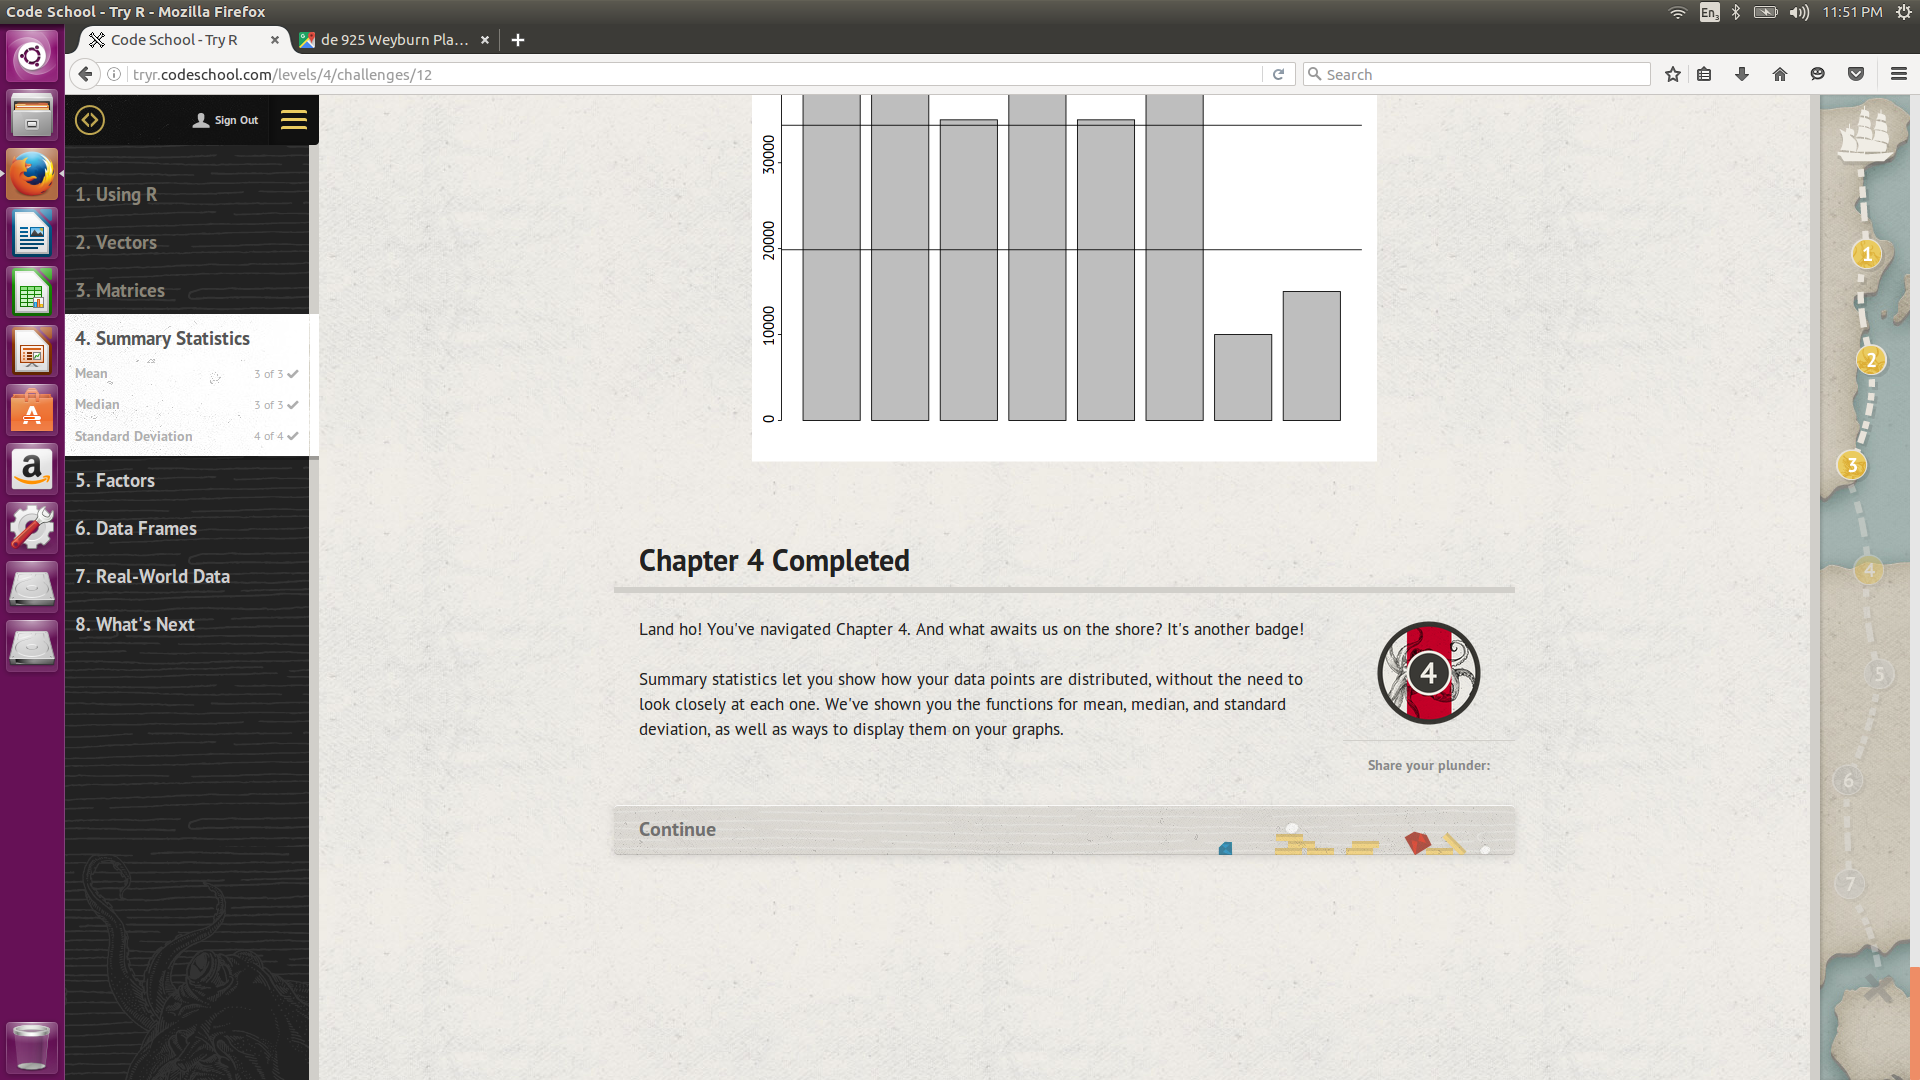 Code School - Try R - Mozilla Firefox
En3
11:51 PM
Code School - Try R
de 925 Weyburn Pla...
tryr.codeschool.com/levels/4/challenges/12
Search
Sign Out
1. Using R
2. Vectors
3. Matrices
4. Summary Statistics
Mean 3 of 3
Median 3 of 3
Standard Deviation 4 of 4
5. Factors
6. Data Frames
7. Real-World Data
8. What's Next
30000
20000
10000
0
Chapter 4 Completed
Land ho! You've navigated Chapter 4. And what awaits us on the shore? It's another badge!
Summary statistics let you show how your data points are distributed, without the need to
look closely at each one. We've shown you the functions for mean, median, and standard
deviation, as well as ways to display them on your graphs.
4
Share your plunder:
Continue
1
2
3
4
5
6
7